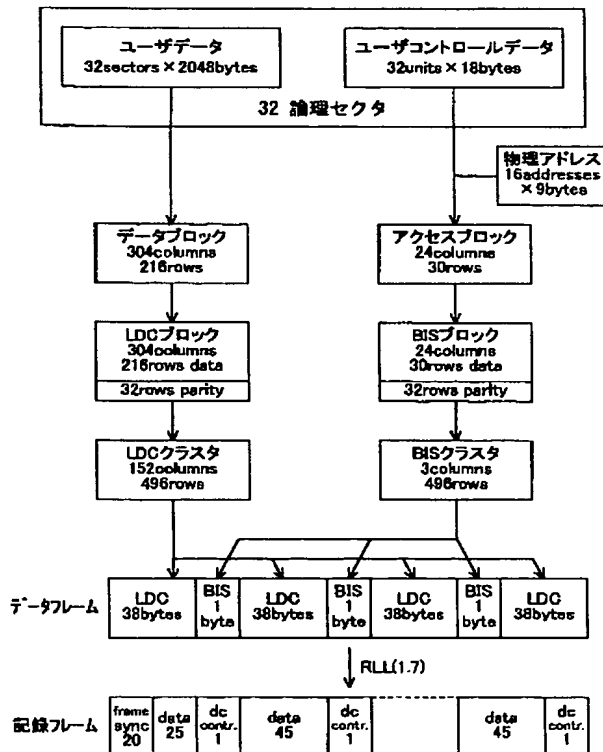 ユーザデータ
32sectors×2048bytes
ユーザコントロールデータ
32units×18bytes
32 論理セクタ
物理アドレス
16addresses
×9bytes
データブロック
304columns
216rows
アクセスブロック
24columns
30rows
LDCブロック
304columns
216rows data
32rows parity
BISブロック
24columns
30rows data
32rows parity
LDCクラスタ
152columns
496rows
BISクラスタ
3columns
496rows
データフレーム
LDC
38bytes
BIS
1
byte
LDC
38bytes
BIS
1
byte
LDC
38bytes
BIS
1
byte
LDC
38bytes
RLL(1.7)
記録フレーム
frame
sync
20
data
25
dc
contr.
1
data
45
dc
contr.
1
data
45
dc
contr.
1